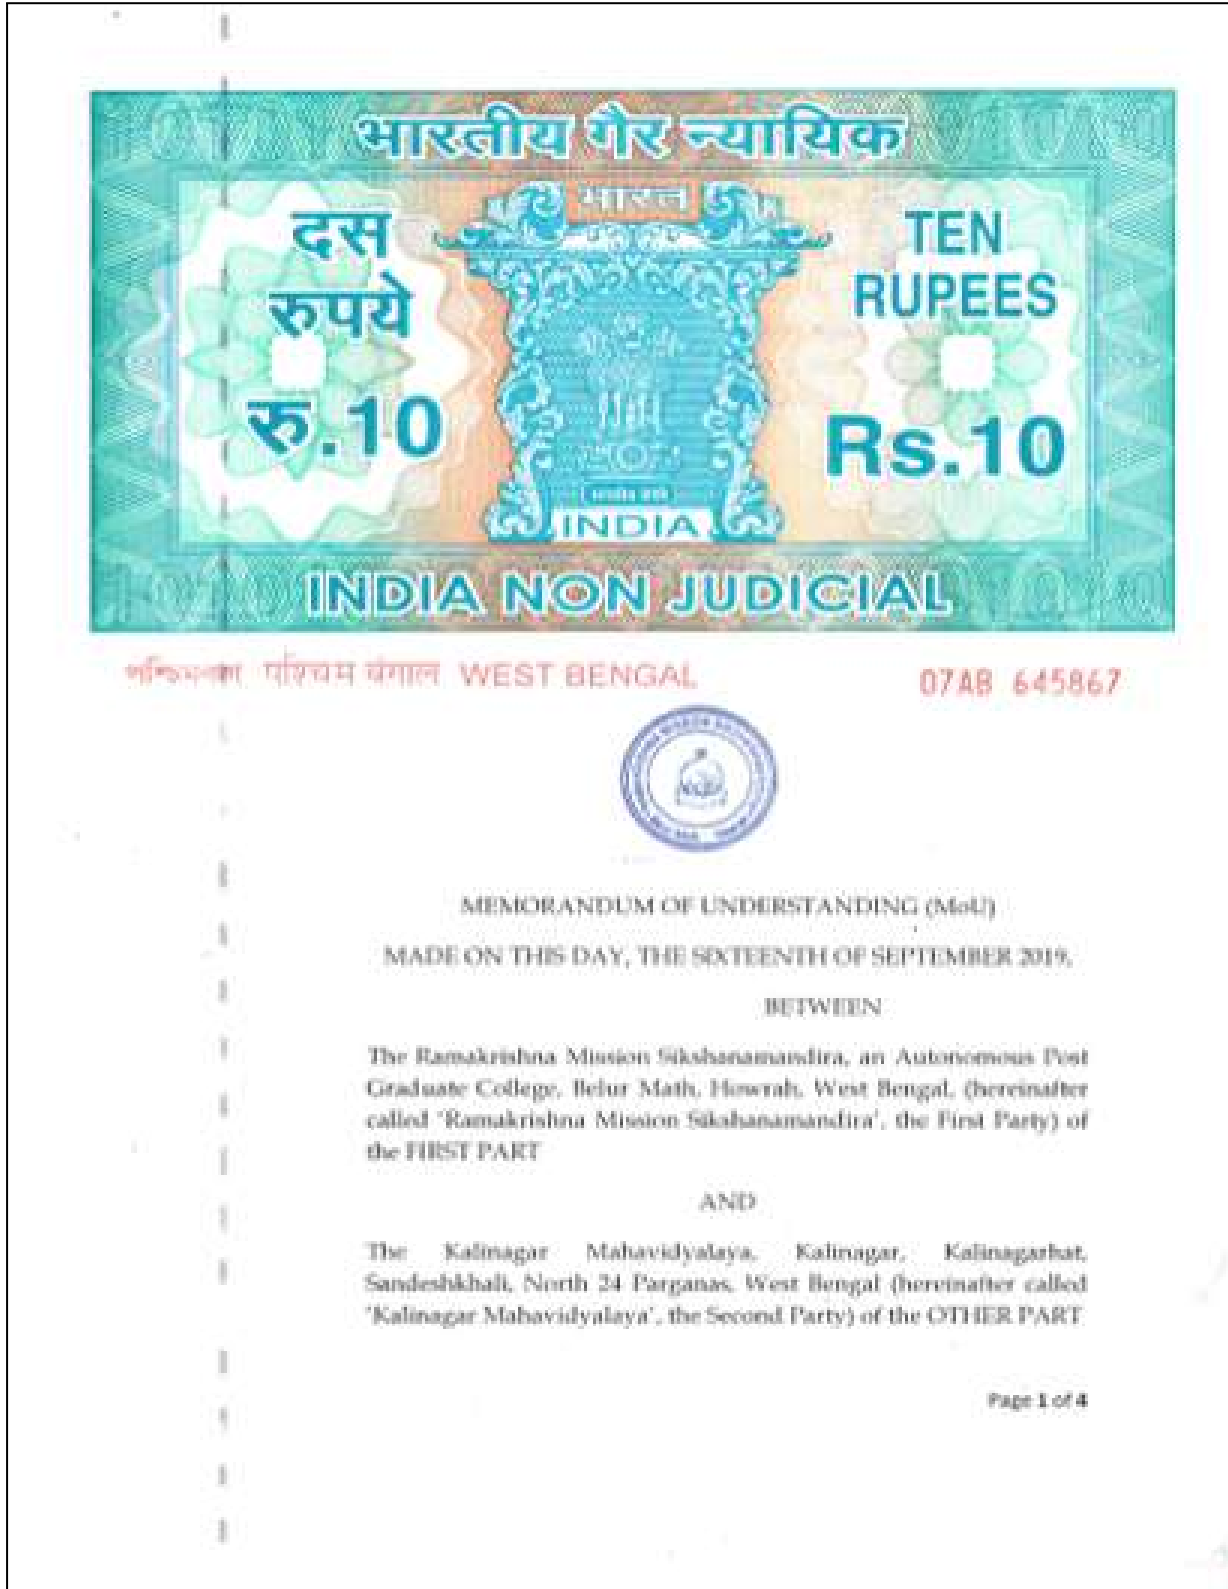 भारतीय गैर न्यायिक
भारत
दस
रुपये
रु.10
TEN
RUPEES
Rs.10
INDIA
INDIA NON JUDICIAL
পশ্চিমবঙ্গ पश्चिम बंगाल WEST BENGAL
07AB 645867
MEMORANDUM OF UNDERSTANDING (MoU)
MADE ON THIS DAY, THE SIXTEENTH OF SEPTEMBER 2019,
BETWEEN
The Ramakrishna Mission Sikshanamandira, an Autonomous Post
Graduate College, Belur Math, Howrah, West Bengal, (hereinafter
called 'Ramakrishna Mission Sikshanamandira', the First Party) of
the FIRST PART
AND
The Kalinagar Mahavidyalaya, Kalinagar, Kalinagarhat,
Sandeshkhali, North 24 Parganas, West Bengal (hereinafter called
'Kalinagar Mahavidyalaya', the Second Party) of the OTHER PART
Page 1 of 4